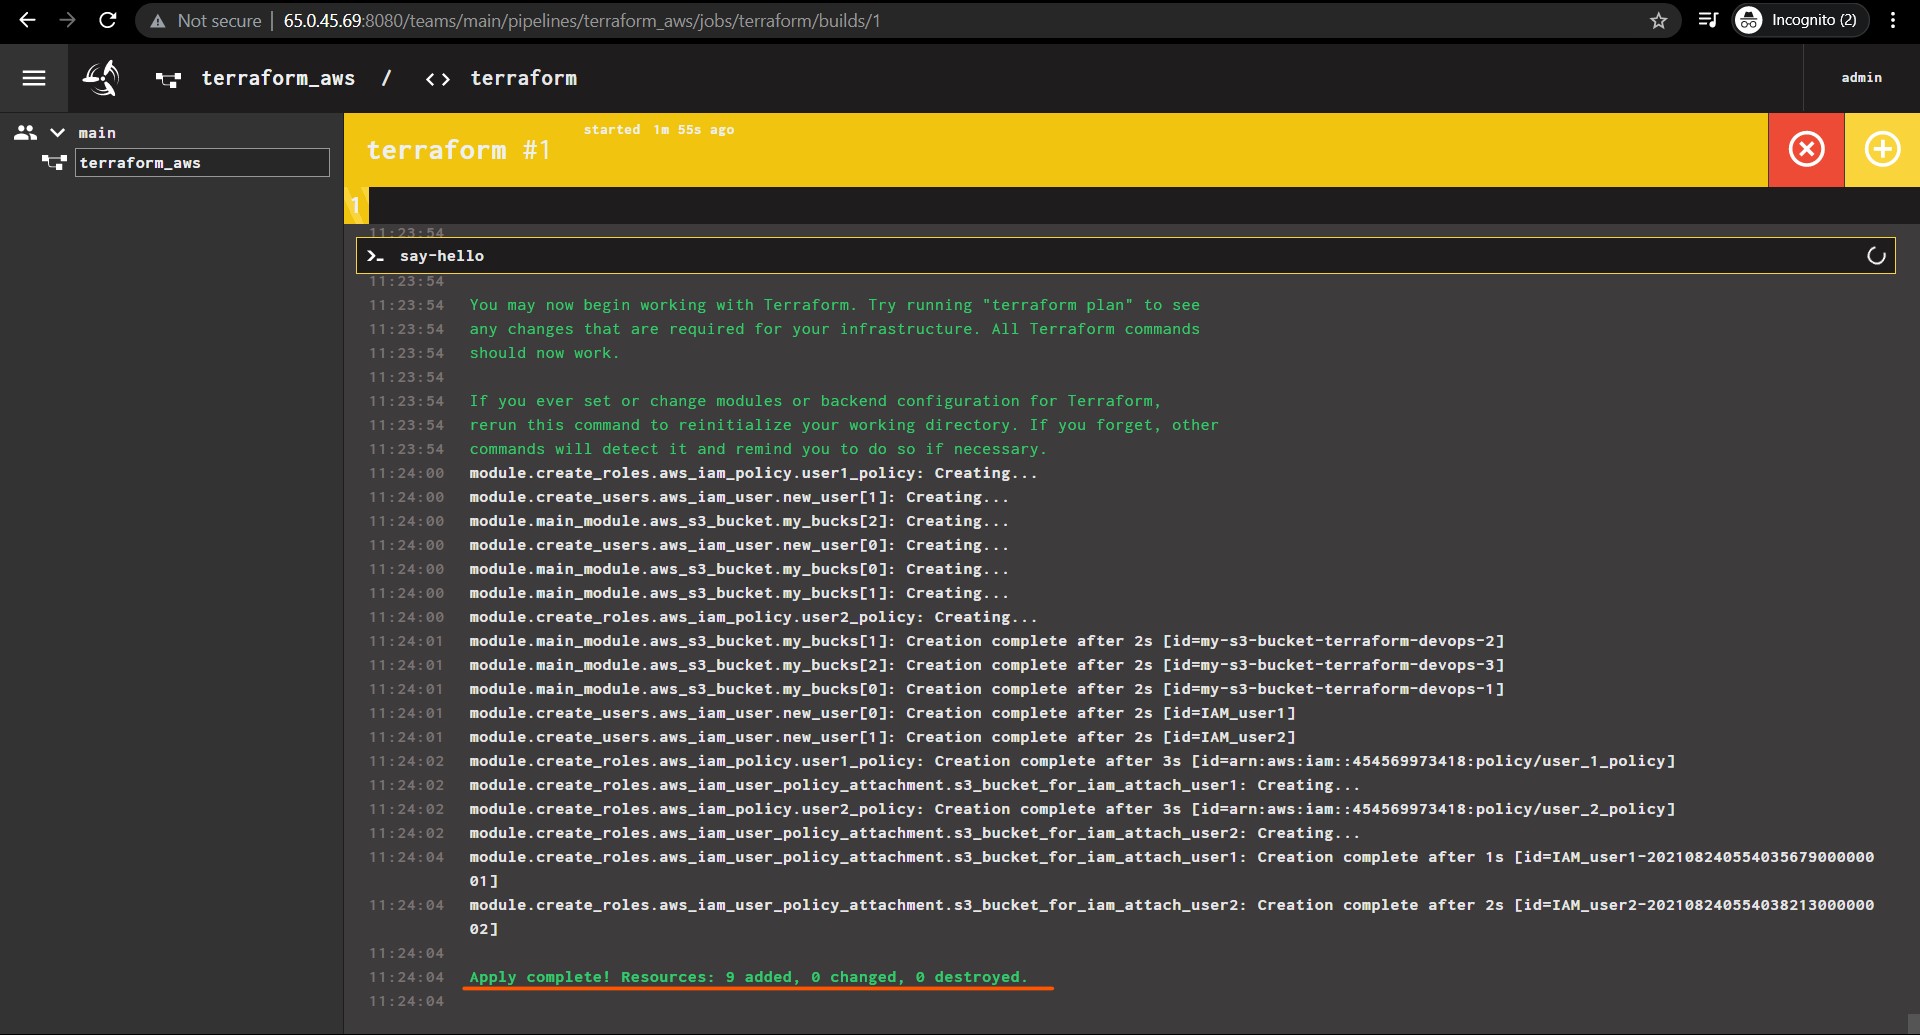 Not secure | 65.0.45.69:8080/teams/main/pipelines/terraform_aws/jobs/terraform/builds/1
Incognito (2)
terraform_aws / <> terraform
admin
main
terraform_aws
started 1m 55s ago
terraform #1
1
11:23:54
say-hello
11:23:54
11:23:54 You may now begin working with Terraform. Try running "terraform plan" to see
11:23:54 any changes that are required for your infrastructure. All Terraform commands
11:23:54 should now work.
11:23:54
11:23:54 If you ever set or change modules or backend configuration for Terraform,
11:23:54 rerun this command to reinitialize your working directory. If you forget, other
11:23:54 commands will detect it and remind you to do so if necessary.
11:24:00 module.create_roles.aws_iam_policy.user1_policy: Creating...
11:24:00 module.create_users.aws_iam_user.new_user[1]: Creating...
11:24:00 module.main_module.aws_s3_bucket.my_bucks[2]: Creating...
11:24:00 module.create_users.aws_iam_user.new_user[0]: Creating...
11:24:00 module.main_module.aws_s3_bucket.my_bucks[0]: Creating...
11:24:00 module.main_module.aws_s3_bucket.my_bucks[1]: Creating...
11:24:00 module.create_roles.aws_iam_policy.user2_policy: Creating...
11:24:01 module.main_module.aws_s3_bucket.my_bucks[1]: Creation complete after 2s [id=my-s3-bucket-terraform-devops-2]
11:24:01 module.main_module.aws_s3_bucket.my_bucks[2]: Creation complete after 2s [id=my-s3-bucket-terraform-devops-3]
11:24:01 module.main_module.aws_s3_bucket.my_bucks[0]: Creation complete after 2s [id=my-s3-bucket-terraform-devops-1]
11:24:01 module.create_users.aws_iam_user.new_user[0]: Creation complete after 2s [id=IAM_user1]
11:24:01 module.create_users.aws_iam_user.new_user[1]: Creation complete after 2s [id=IAM_user2]
11:24:02 module.create_roles.aws_iam_policy.user1_policy: Creation complete after 3s [id=arn:aws:iam::454569973418:policy/user_1_policy]
11:24:02 module.create_roles.aws_iam_user_policy_attachment.s3_bucket_for_iam_attach_user1: Creating...
11:24:02 module.create_roles.aws_iam_policy.user2_policy: Creation complete after 3s [id=arn:aws:iam::454569973418:policy/user_2_policy]
11:24:02 module.create_roles.aws_iam_user_policy_attachment.s3_bucket_for_iam_attach_user2: Creating...
11:24:04 module.create_roles.aws_iam_user_policy_attachment.s3_bucket_for_iam_attach_user1: Creation complete after 1s [id=IAM_user1-202108240554035679000000
01]
11:24:04 module.create_roles.aws_iam_user_policy_attachment.s3_bucket_for_iam_attach_user2: Creation complete after 2s [id=IAM_user2-202108240554038213000000
02]
11:24:04
11:24:04 Apply complete! Resources: 9 added, 0 changed, 0 destroyed.
11:24:04